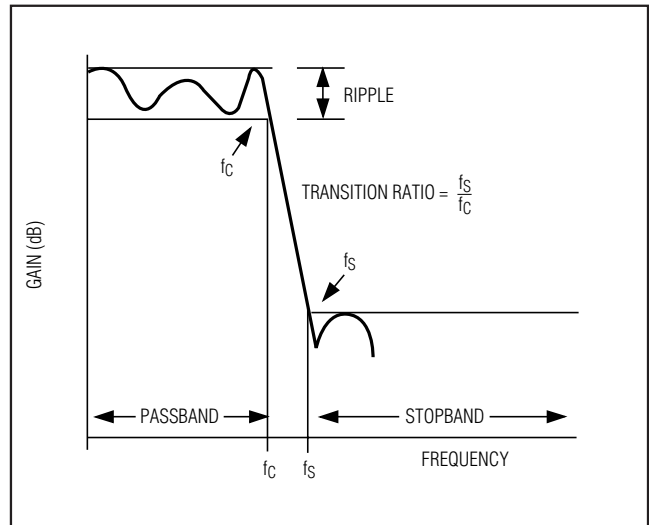 RIPPLE
fC
TRANSITION RATIO = fS/fC
GAIN (dB)
fS
PASSBAND
STOPBAND
fC
fS
FREQUENCY